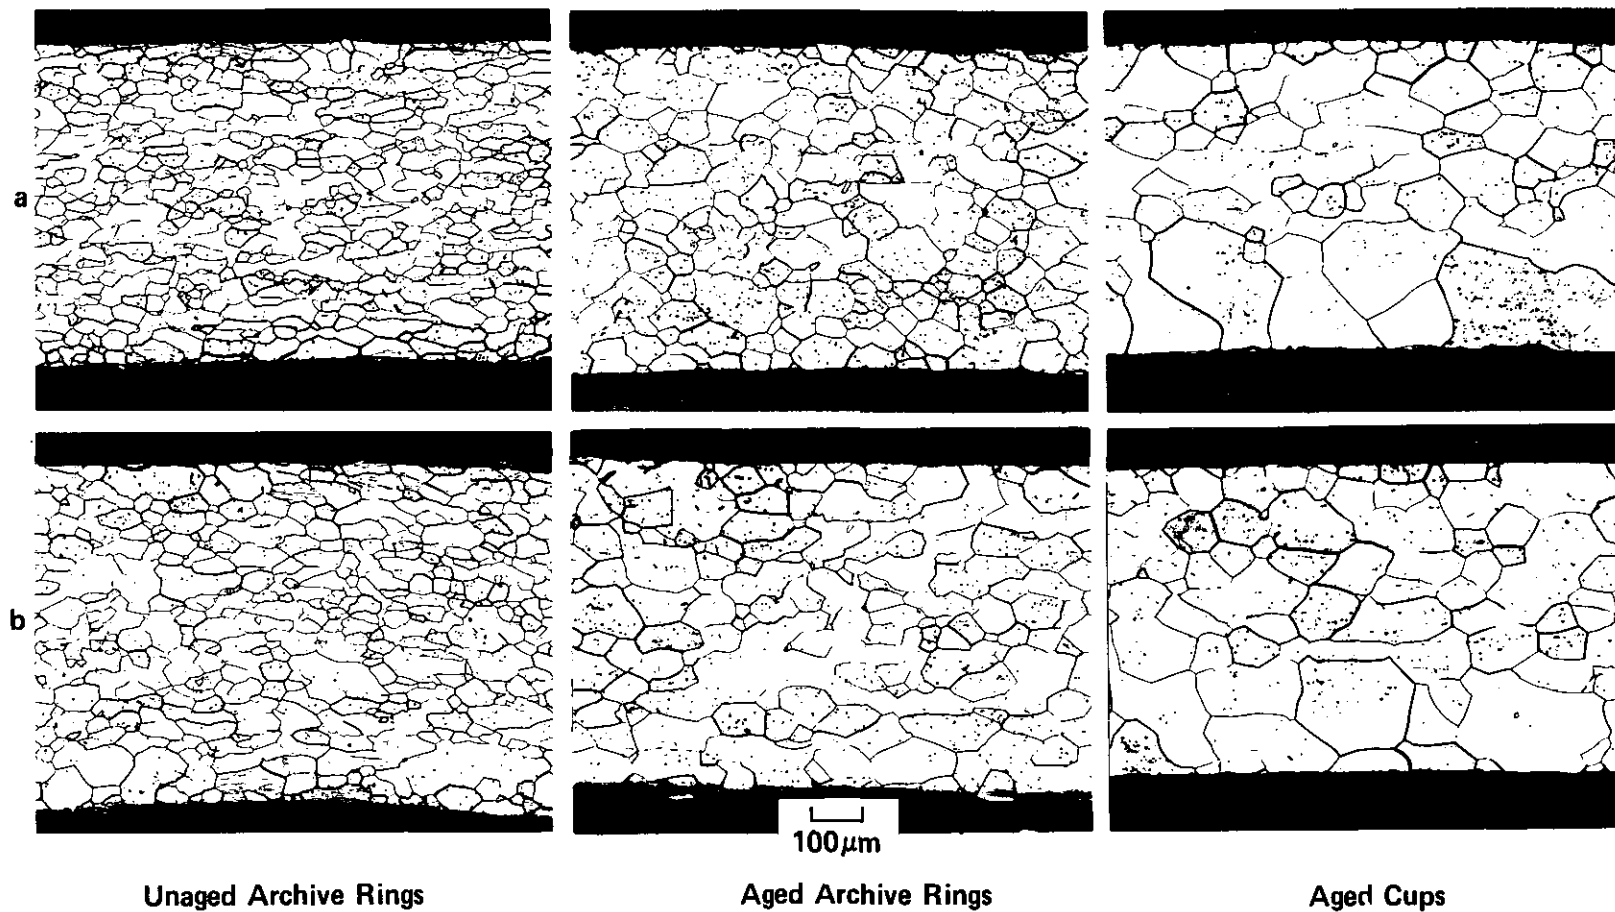 a
b
100μm
Unaged Archive Rings
Aged Archive Rings
Aged Cups